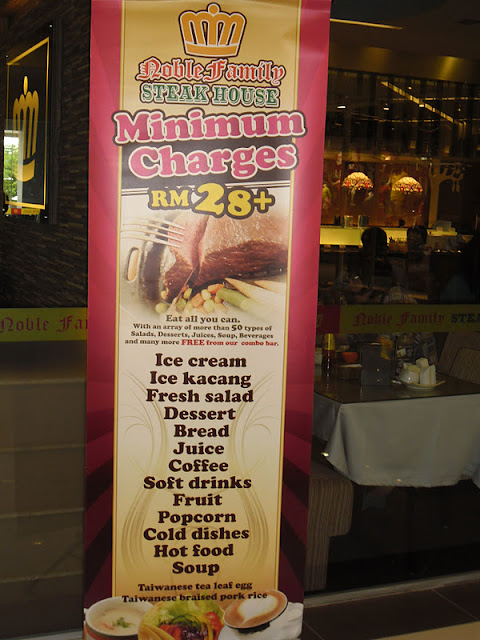 Noble Family
STEAK HOUSE
Minimum
Charges
RM 28+
Eat all you can.
With an array of more than 50 types of
Salads, Desserts, Juices, Soup, Beverages
and many more FREE from our combo bar.
Ice cream
Ice kacang
Fresh salad
Dessert
Bread
Juice
Coffee
Soft drinks
Fruit
Popcorn
Cold dishes
Hot food
Soup
Taiwanese tea leaf egg
Taiwanese braised pork rice
Noble Fami
Noble Family STEA